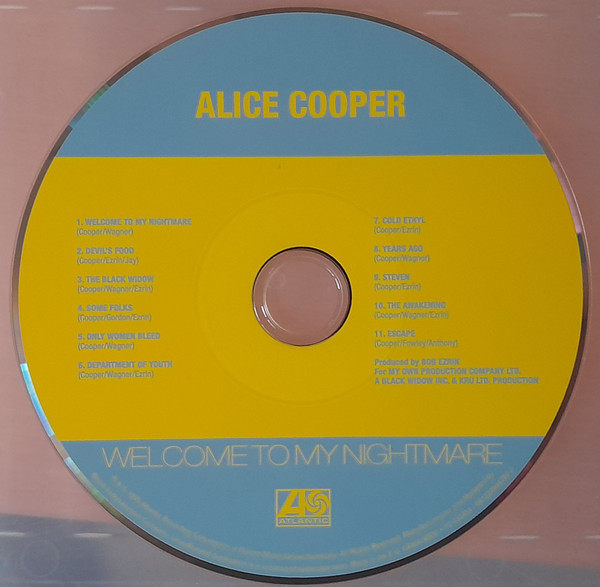 ALICE COOPER
1. WELCOME TO MY NIGHTMARE
(Cooper/Wagner)
2. DEVIL'S FOOD
(Cooper/Ezrin/Jay)
3. THE BLACK WIDOW
(Cooper/Wagner/Ezrin)
4. SOME FOLKS
(Cooper/Gordon/Ezrin)
5. ONLY WOMEN BLEED
(Cooper/Wagner)
6. DEPARTMENT OF YOUTH
(Cooper/Wagner/Ezrin)
7. COLD ETHYL
(Cooper/Ezrin)
8. YEARS AGO
(Cooper/Wagner)
9. STEVEN
(Cooper/Ezrin)
10. THE AWAKENING
(Cooper/Wagner/Ezrin)
11. ESCAPE
(Cooper/Fowley/Anthony)
Produced by BOB EZRIN
For MY OWN PRODUCTION COMPANY LTD.
A BLACK WIDOW INC. & KRU LTD. PRODUCTION
WELCOME TO MY NIGHTMARE
ATLANTIC